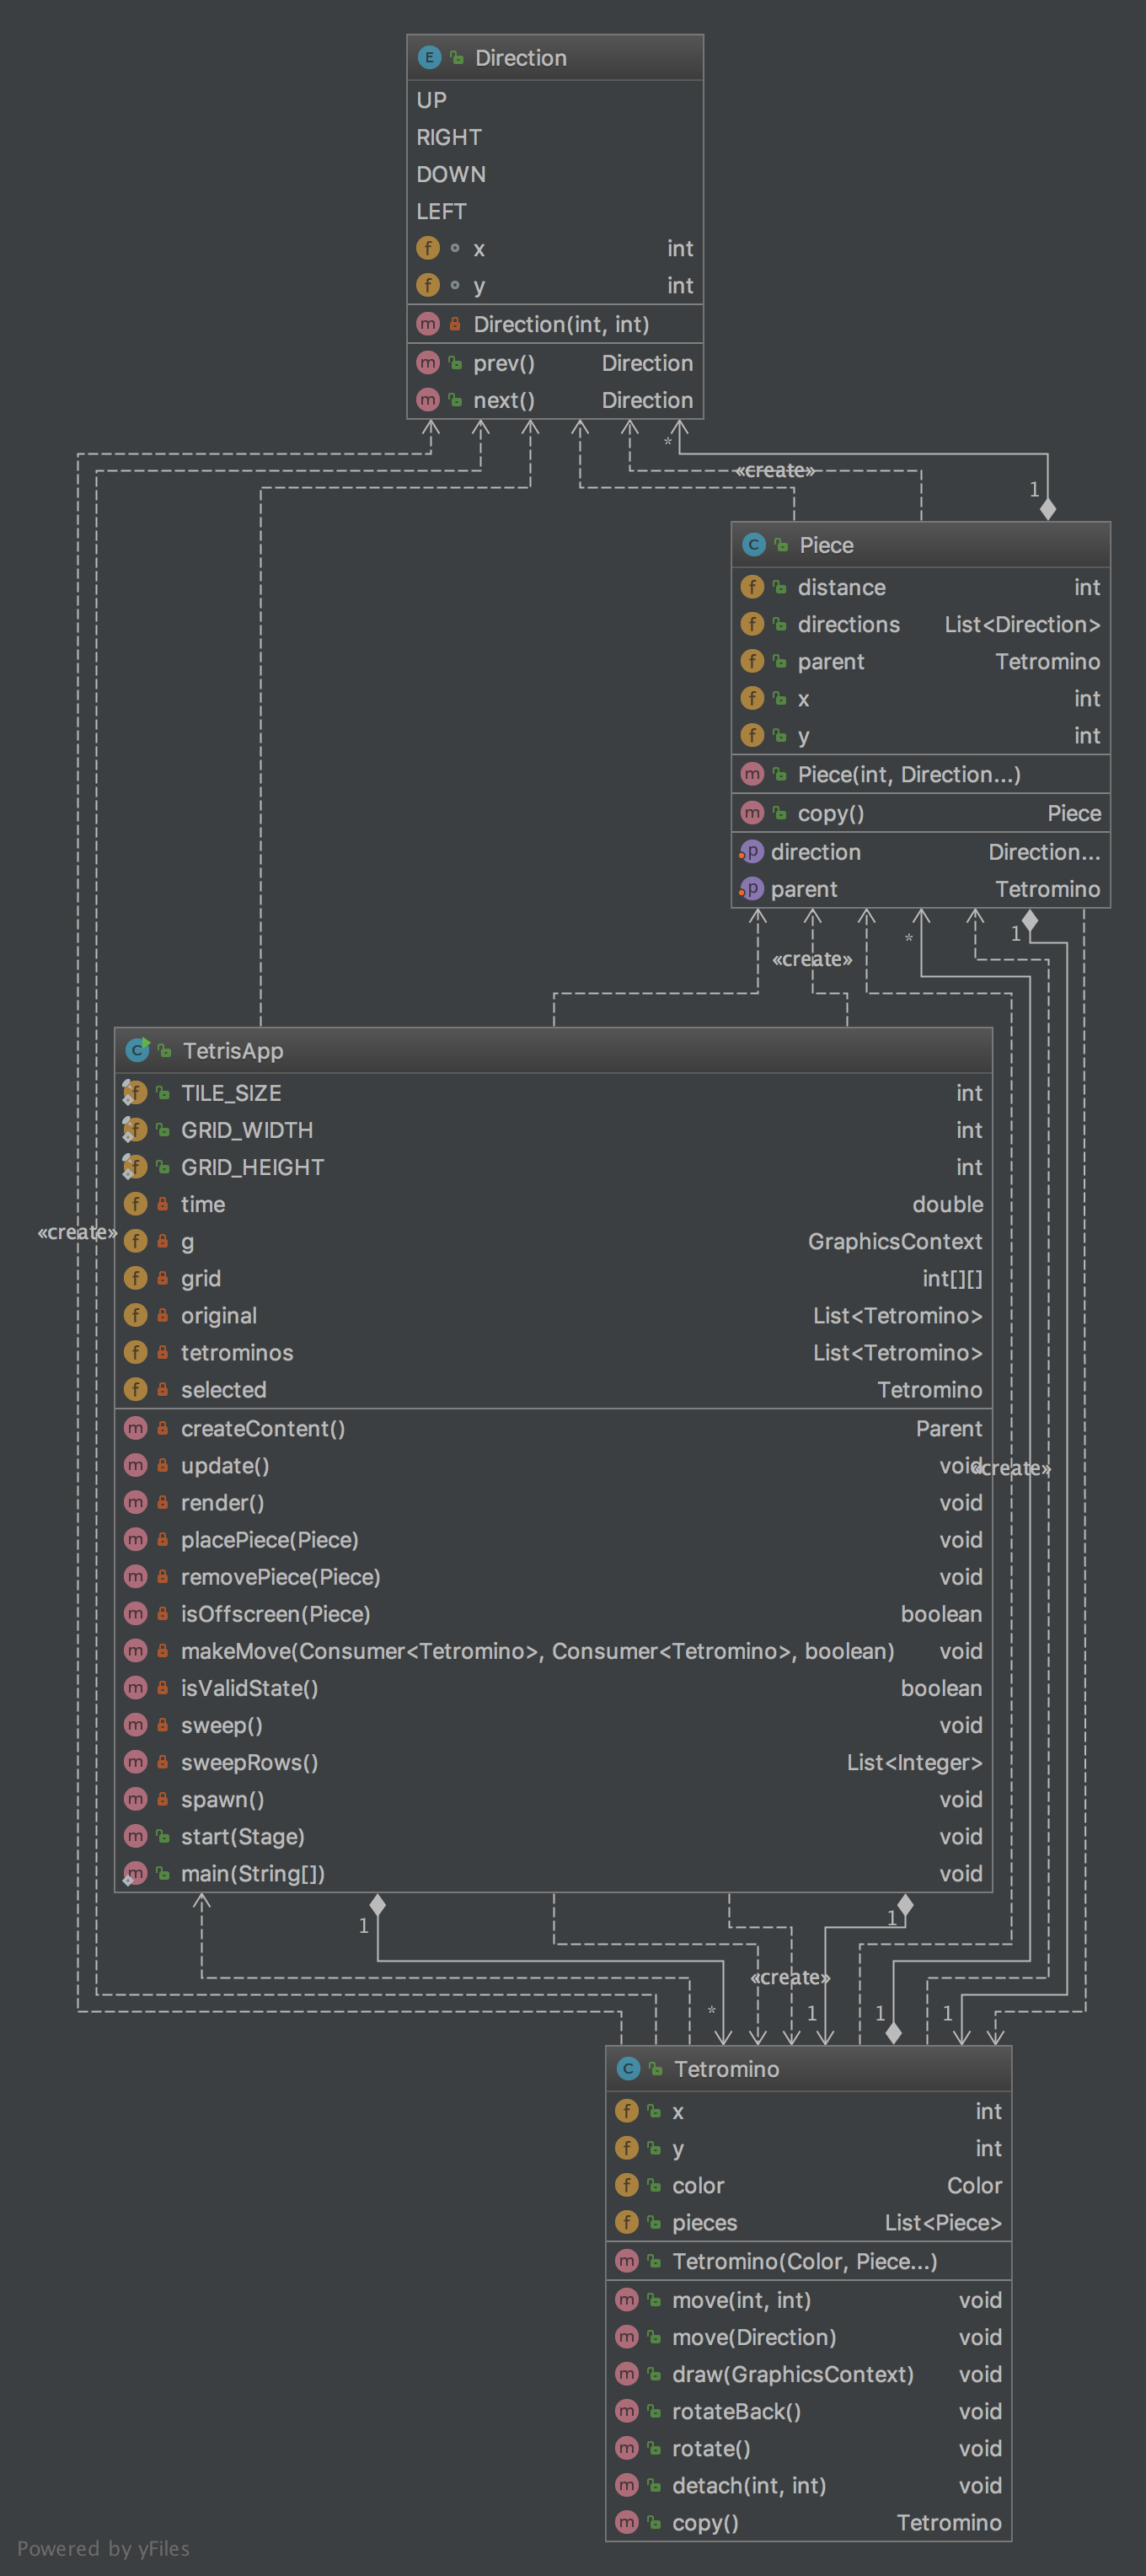 Direction
UP
RIGHT
DOWN
LEFT
x int
y int
Direction(int, int)
prev() Direction
next() Direction
*
«create»
1
Piece
distance int
directions List<Direction>
parent Tetromino
x int
y int
Piece(int, Direction...)
copy() Piece
direction Direction...
parent Tetromino
* 1
«create»
TetrisApp
TILE_SIZE int
GRID_WIDTH int
GRID_HEIGHT int
time double
«create»
g GraphicsContext
grid int[][]
original List<Tetromino>
tetrominos List<Tetromino>
selected Tetromino
createContent() Parent
update() void
«create»
render() void
placePiece(Piece) void
removePiece(Piece) void
isOffscreen(Piece) boolean
makeMove(Consumer<Tetromino>, Consumer<Tetromino>, boolean) void
isValidState() boolean
sweep() void
sweepRows() List<Integer>
spawn() void
start(Stage) void
main(String[]) void
1 1
«create»
* 1 1 1
Tetromino
x int
y int
color Color
pieces List<Piece>
Tetromino(Color, Piece...)
move(int, int) void
move(Direction) void
draw(GraphicsContext) void
rotateBack() void
rotate() void
detach(int, int) void
copy() Tetromino
Powered by yFiles